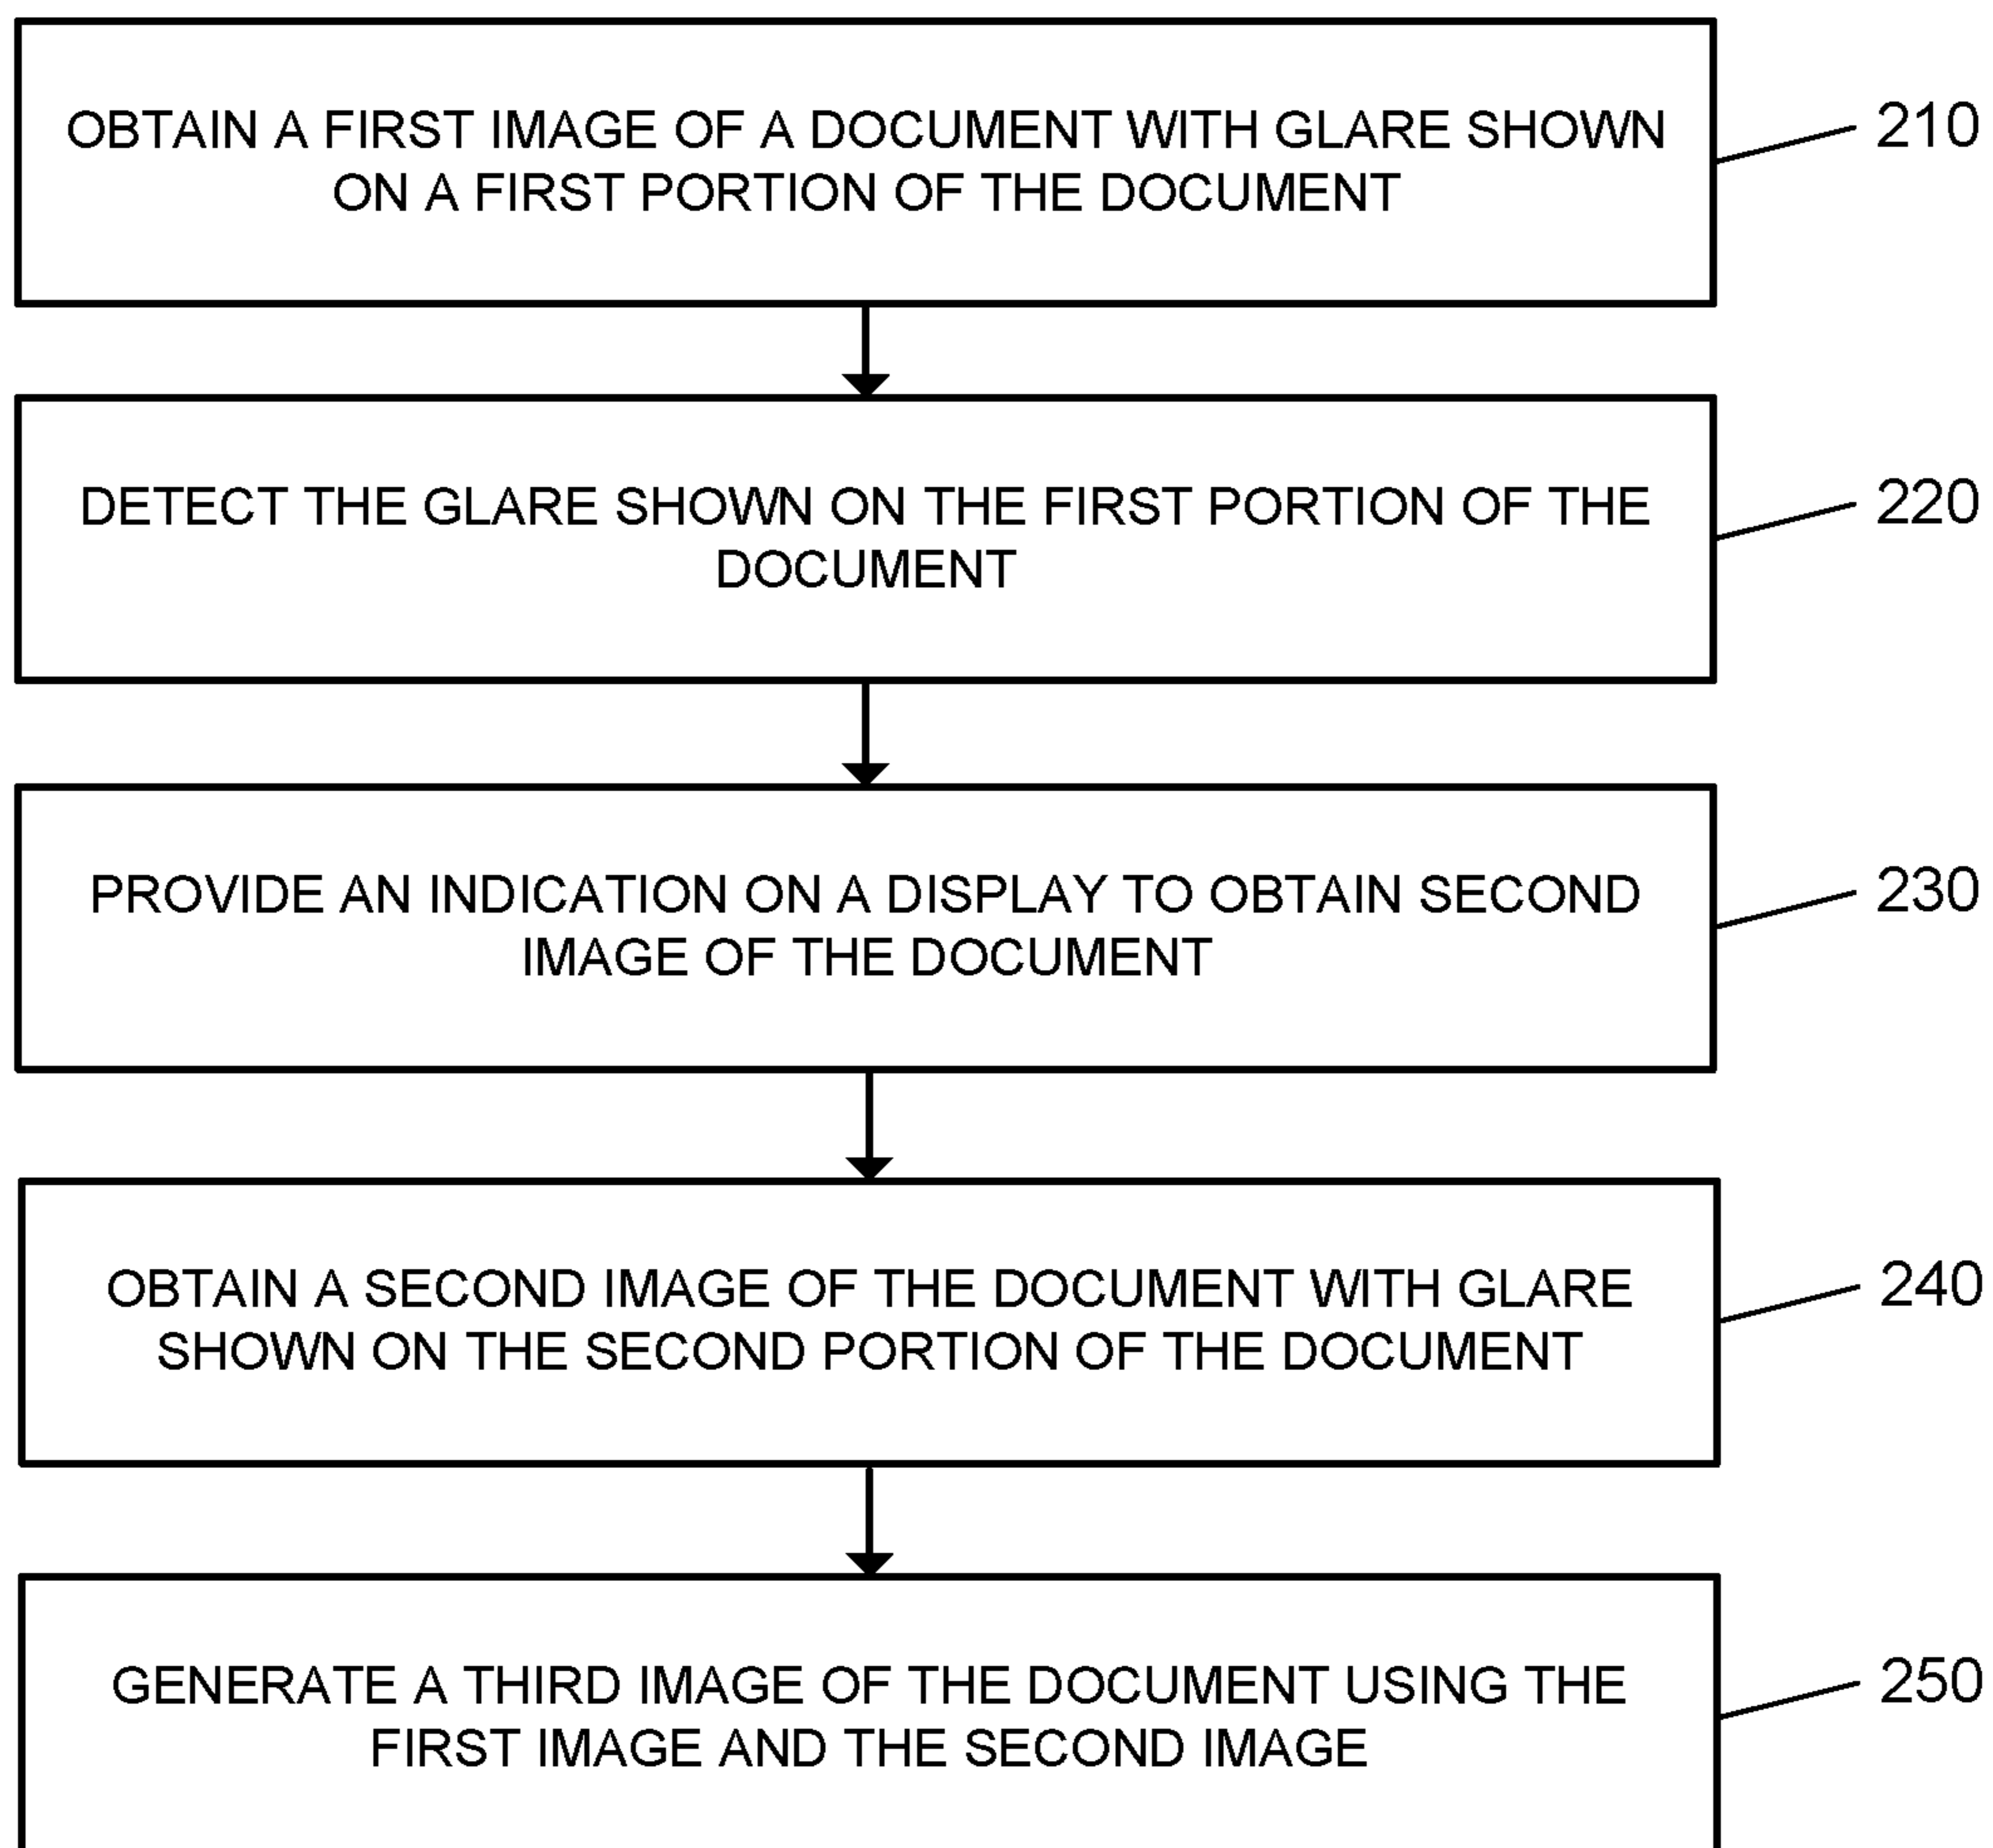 OBTAIN A FIRST IMAGE OF A DOCUMENT WITH GLARE SHOWN
ON A FIRST PORTION OF THE DOCUMENT
210
DETECT THE GLARE SHOWN ON THE FIRST PORTION OF THE
DOCUMENT
220
PROVIDE AN INDICATION ON A DISPLAY TO OBTAIN SECOND
IMAGE OF THE DOCUMENT
230
OBTAIN A SECOND IMAGE OF THE DOCUMENT WITH GLARE
SHOWN ON THE SECOND PORTION OF THE DOCUMENT
240
GENERATE A THIRD IMAGE OF THE DOCUMENT USING THE
FIRST IMAGE AND THE SECOND IMAGE
250